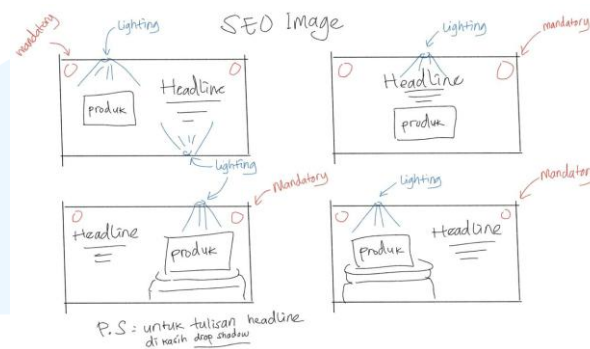 SEO Image
mandatory
Lighting
Headline
produk
Lighting
Lighting
mandatory
Headline
produk
Mandatory
Headline
produk
Lighting
Mandatory
produk
Headline
P.S : untuk tulisan headline
di kasih drop shadow